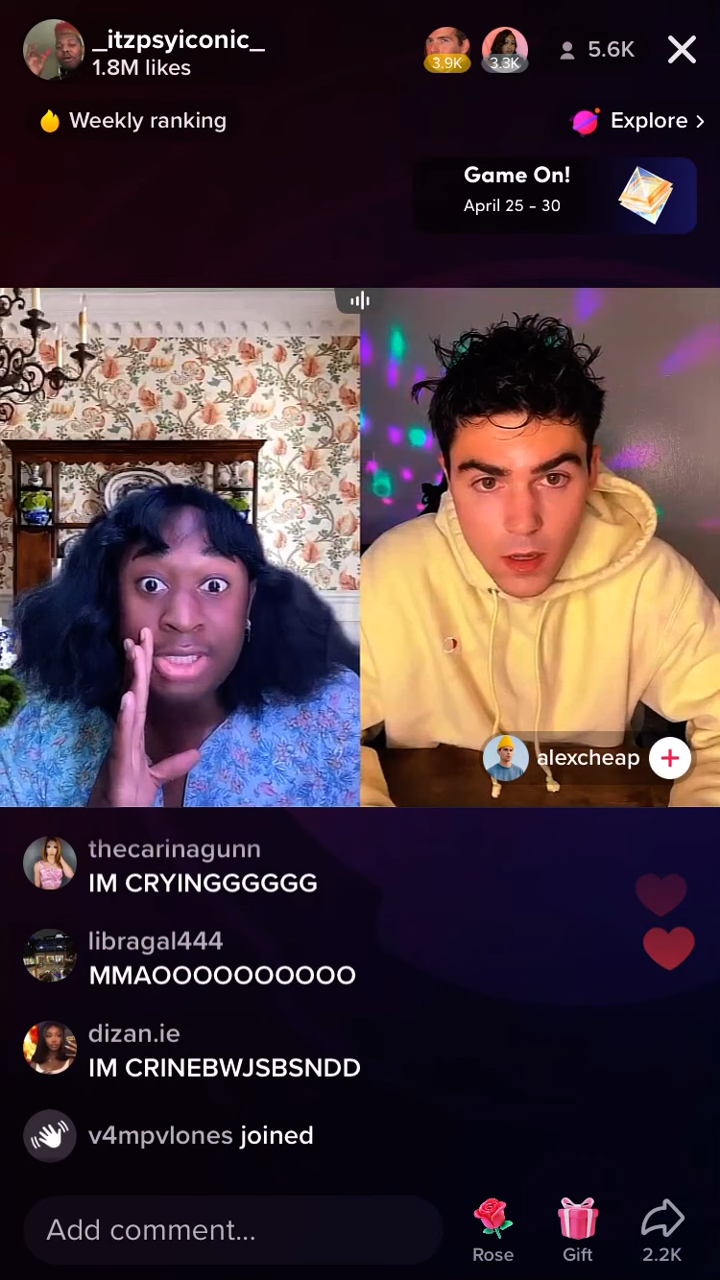 _itzpsyiconic_
1.8M likes
3.9K
3.3K
5.6K
Weekly ranking
Explore >
Game On!
April 25 - 30
alexcheap
thecarinagunn
IM CRYINGGGGGG
libragal444
MMAOOOOOOOOOO
dizan.ie
IM CRINEBWJSBSNDD
v4mpvlones joined
Add comment...
Rose
Gift
2.2K